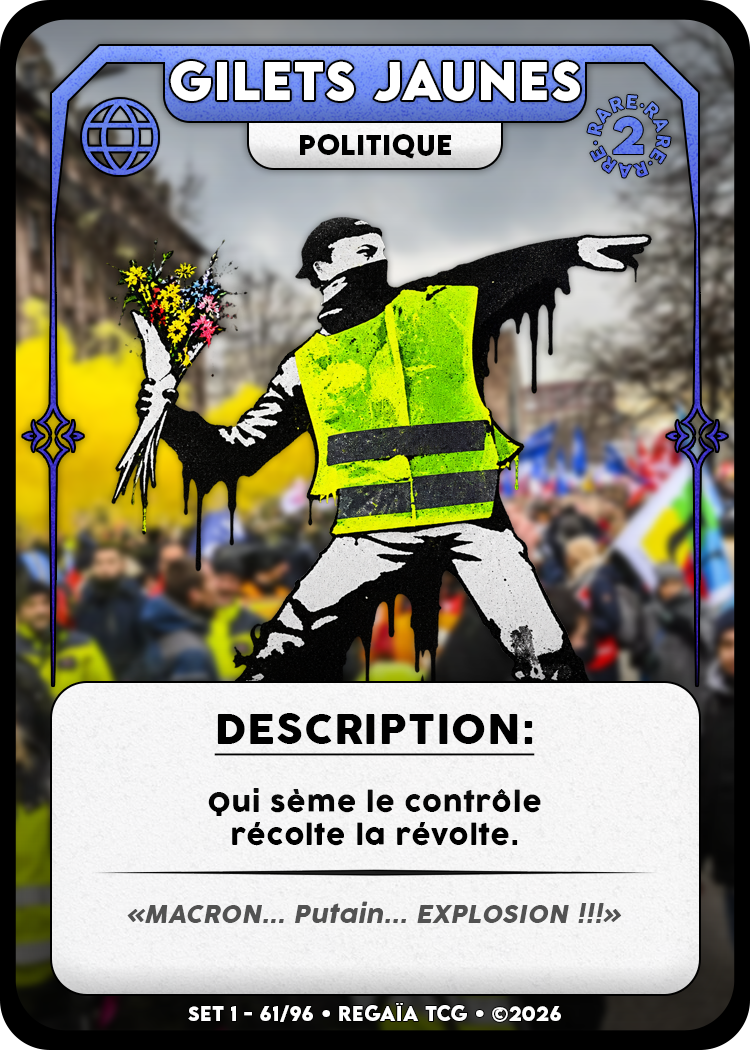 GILETS JAUNES
POLITIQUE
RARE • RARE • RARE • RARE •
2
DESCRIPTION:
Qui sème le contrôle
récolte la révolte.
«MACRON... Putain... EXPLOSION !!!»
SET 1 - 61/96 • REGAÏA TCG • ©2026